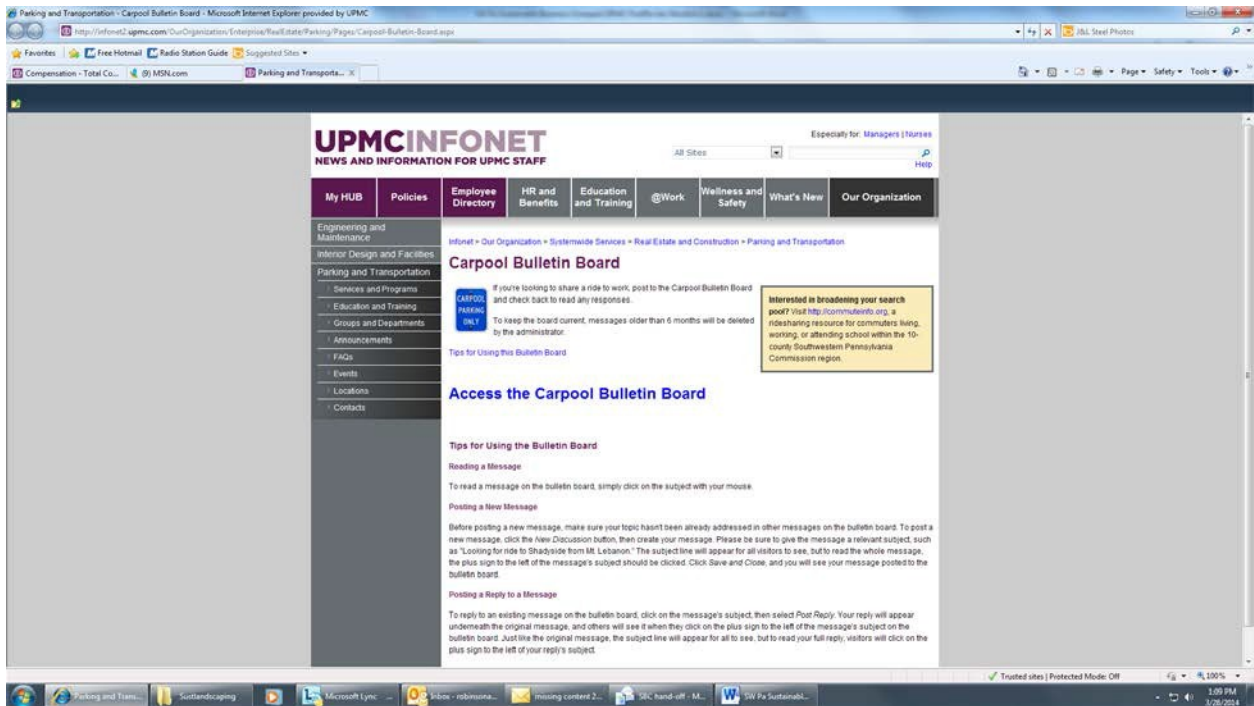 Parking and Transportation - Carpool Bulletin Board - Microsoft Internet Explorer provided by UPMC
http://infonet2.upmc.com/OurOrganization/Enterprise/RealEstate/Parking/Pages/Carpool-Bulletin-Board.aspx
J&L Steel Photos
Favorites Free Hotmail Radio Station Guide Suggested Sites
Compensation - Total Co... (9) MSN.com Parking and Transporta... Page Safety Tools
UPMCINFONET
NEWS AND INFORMATION FOR UPMC STAFF
Especially for: Managers | Nurses
All Sites
Help
My HUB Policies Employee Directory HR and Benefits Education and Training @Work Wellness and Safety What's New Our Organization
Engineering and
Maintenance
Interior Design and Facilities
Parking and Transportation
Services and Programs
Education and Training
Groups and Departments
Announcements
FAQs
Events
Locations
Contacts
Infonet > Our Organization > Systemwide Services > Real Estate and Construction > Parking and Transportation
Carpool Bulletin Board
CARPOOL
PARKING
ONLY
If you're looking to share a ride to work, post to the Carpool Bulletin Board
and check back to read any responses.
To keep the board current, messages older than 6 months will be deleted
by the administrator.
Tips for Using this Bulletin Board
Interested in broadening your search
pool? Visit http://commuteinfo.org, a
ridesharing resource for commuters living,
working, or attending school within the 10-
county Southwestern Pennsylvania
Commission region.
Access the Carpool Bulletin Board
Tips for Using the Bulletin Board
Reading a Message
To read a message on the bulletin board, simply click on the subject with your mouse.
Posting a New Message
Before posting a new message, make sure your topic hasn't been already addressed in other messages on the bulletin board. To post a
new message, click the New Discussion button, then create your message. Please be sure to give the message a relevant subject, such
as "Looking for ride to Shadyside from Mt. Lebanon." The subject line will appear for all visitors to see, but to read the whole message,
the plus sign to the left of the message's subject should be clicked. Click Save and Close, and you will see your message posted to the
bulletin board.
Posting a Reply to a Message
To reply to an existing message on the bulletin board, click on the message's subject, then select Post Reply. Your reply will appear
underneath the original message, and others will see it when they click on the plus sign to the left of the message's subject on the
bulletin board. Just like the original message, the subject line will appear for all to see, but to read your full reply, visitors will click on the
plus sign to the left of your reply's subject.
Trusted sites | Protected Mode: Off 100%
Parking and Trans... Sustlandscaping Microsoft Lync ... Inbox - robinsona... missing content 2... SEC hand-off - M... SW Pa Sustainabl...
1:09 PM
3/28/2014